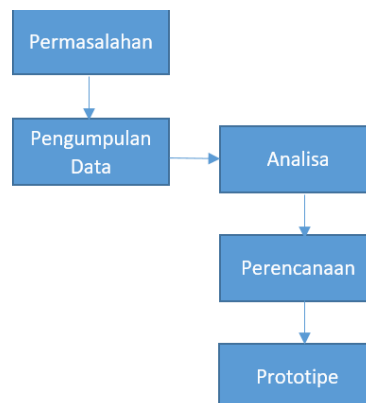 Permasalahan
Pengumpulan
Data
Analisa
Perencanaan
Prototipe